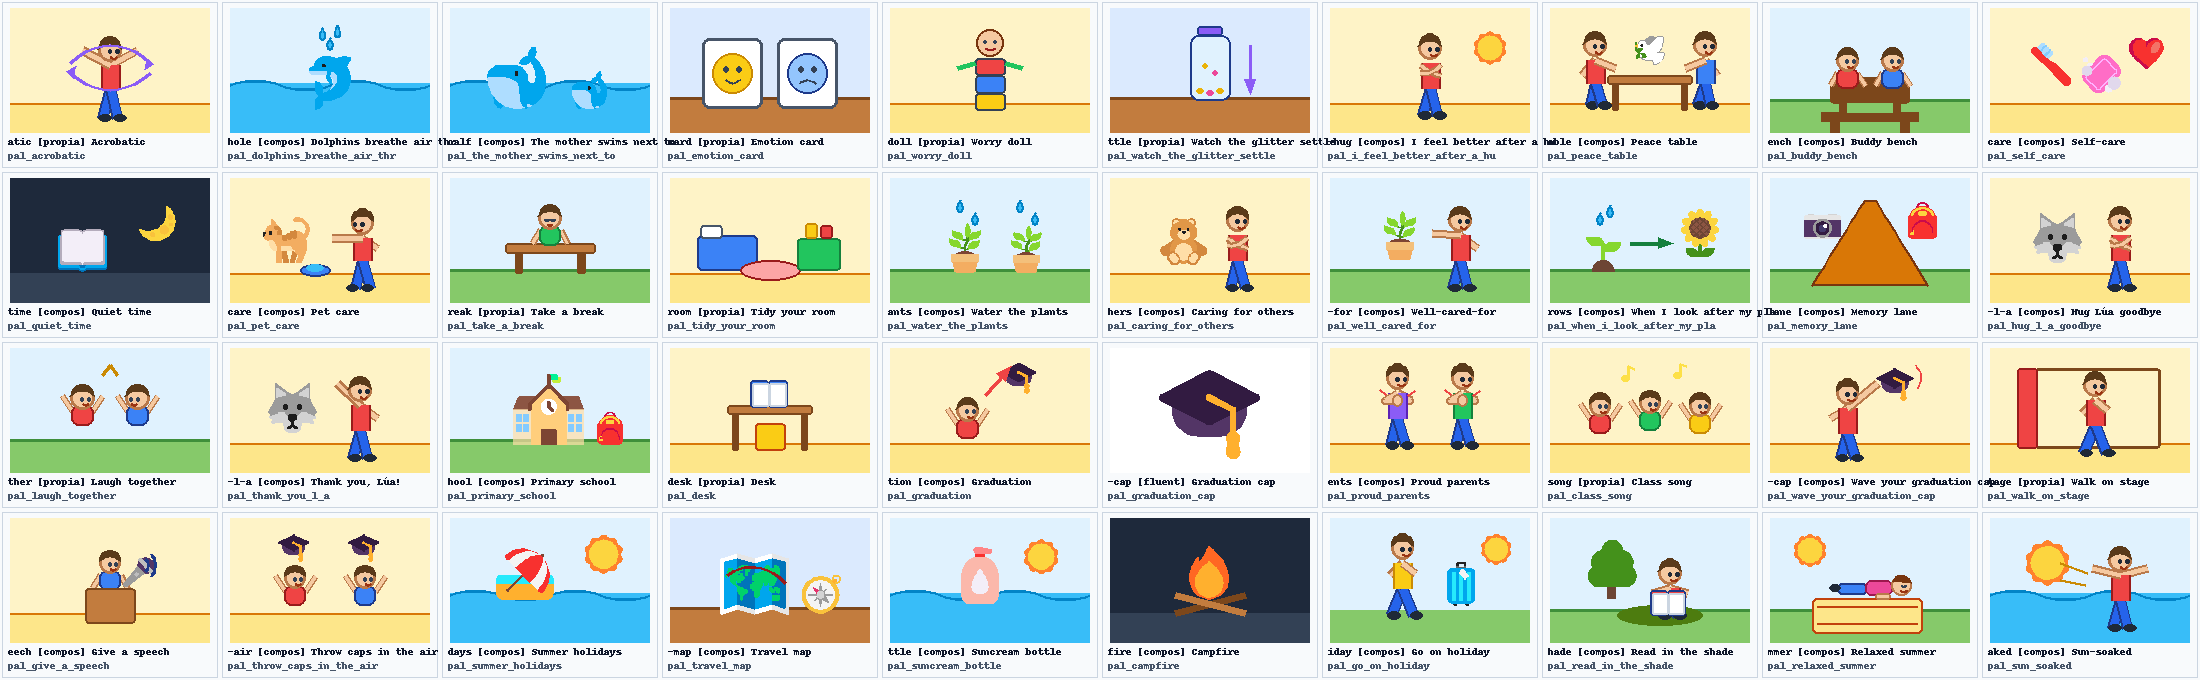 atic [propia] Acrobatic
pal_acrobatic
hole [compos] Dolphins breathe air th
pal_dolphins_breathe_air_thr
alf [compos] The mother swims next
pal_the_mother_swims_next_to
card [propia] Emotion card
pal_emotion_card
doll [propia] Worry doll
pal_worry_doll
ttle [propia] Watch the glitter settle
pal_watch_the_glitter_settle
hug [compos] I feel better after a
pal_i_feel_better_after_a_hu
able [compos] Peace table
pal_peace_table
ench [compos] Buddy bench
pal_buddy_bench
care [compos] Self-care
pal_self_care
time [compos] Quiet time
pal_quiet_time
care [compos] Pet care
pal_pet_care
reak [propia] Take a break
pal_take_a_break
room [propia] Tidy your room
pal_tidy_your_room
ants [compos] Water the plants
pal_water_the_plants
hers [compos] Caring for others
pal_caring_for_others
-for [compos] Well-cared-for
pal_well_cared_for
rows [compos] When I look after my
pal_when_i_look_after_my_pla
lane [compos] Memory lane
pal_memory_lane
-l-a [compos] Hug Lúa goodbye
pal_hug_l_a_goodbye
ther [propia] Laugh together
pal_laugh_together
-l-a [compos] Thank you, Lúa!
pal_thank_you_l_a
hool [compos] Primary school
pal_primary_school
desk [propia] Desk
pal_desk
tion [compos] Graduation
pal_graduation
-cap [fluent] Graduation cap
pal_graduation_cap
ents [compos] Proud parents
pal_proud_parents
song [propia] Class song
pal_class_song
-cap [compos] Wave your graduation
pal_wave_your_graduation_cap
tage [propia] Walk on stage
pal_walk_on_stage
eech [compos] Give a speech
pal_give_a_speech
-air [compos] Throw caps in the air
pal_throw_caps_in_the_air
days [compos] Summer holidays
pal_summer_holidays
-map [compos] Travel map
pal_travel_map
ttle [compos] Suncream bottle
pal_suncream_bottle
fire [compos] Campfire
pal_campfire
iday [compos] Go on holiday
pal_go_on_holiday
hade [compos] Read in the shade
pal_read_in_the_shade
mmer [compos] Relaxed summer
pal_relaxed_summer
aked [compos] Sun-soaked
pal_sun_soaked